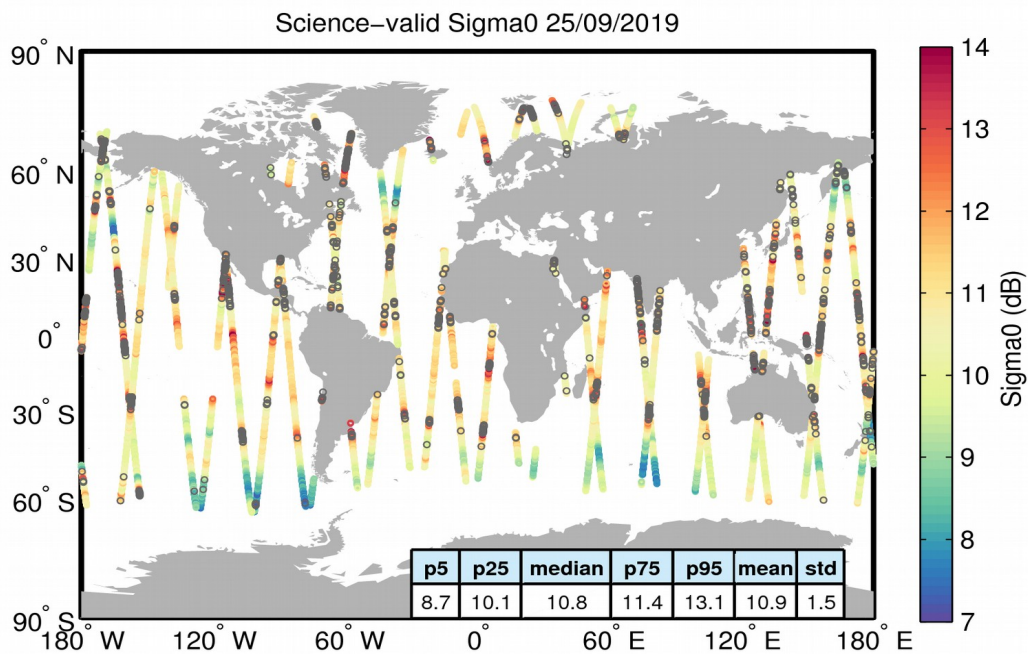 Science−valid Sigma0 25/09/2019
90° N
60° N
30° N
0°
30° S
60° S
90° S
180° W
120° W
60° W
0°
60° E
120° E
180° E
p5 p25 median p75 p95 mean std
8.7 10.1 10.8 11.4 13.1 10.9 1.5
14
13
12
11
10
9
8
7
Sigma0 (dB)